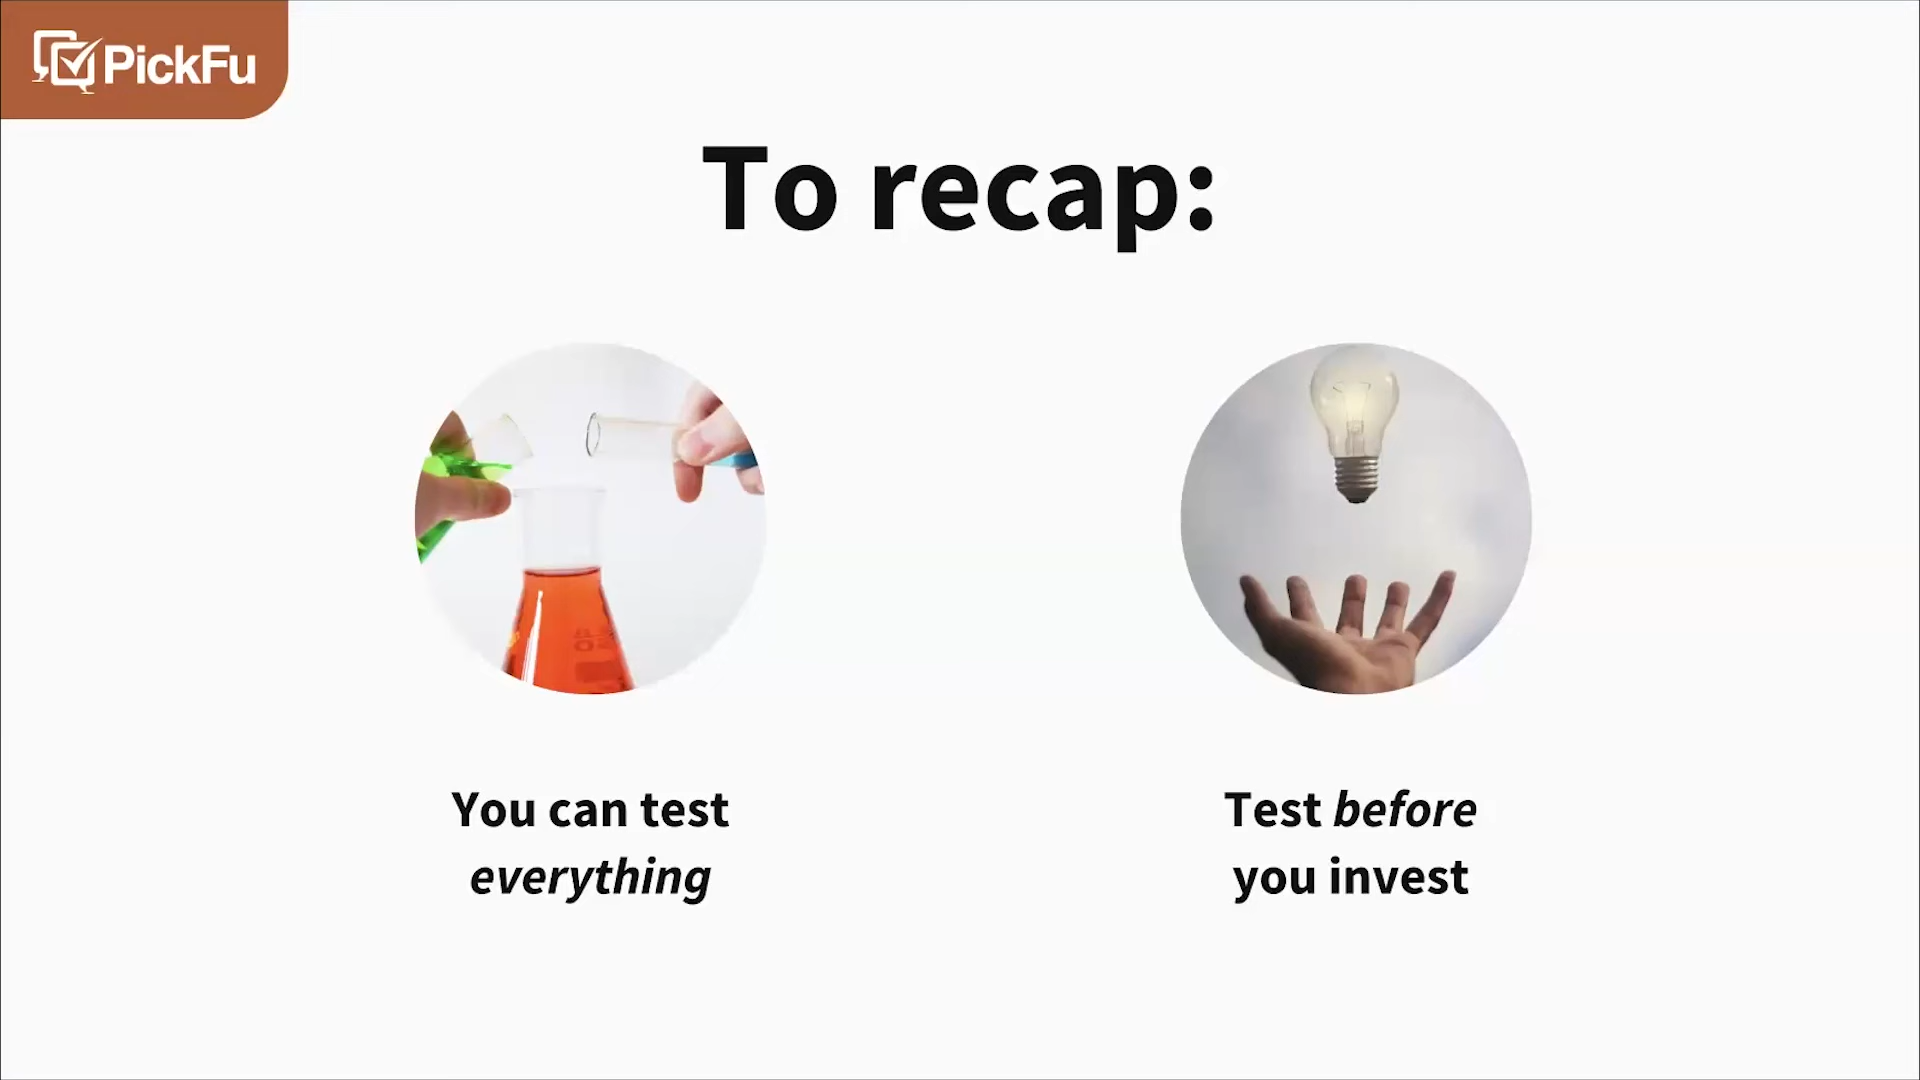 PickFu
To recap:
You can test
everything
Test before
you invest